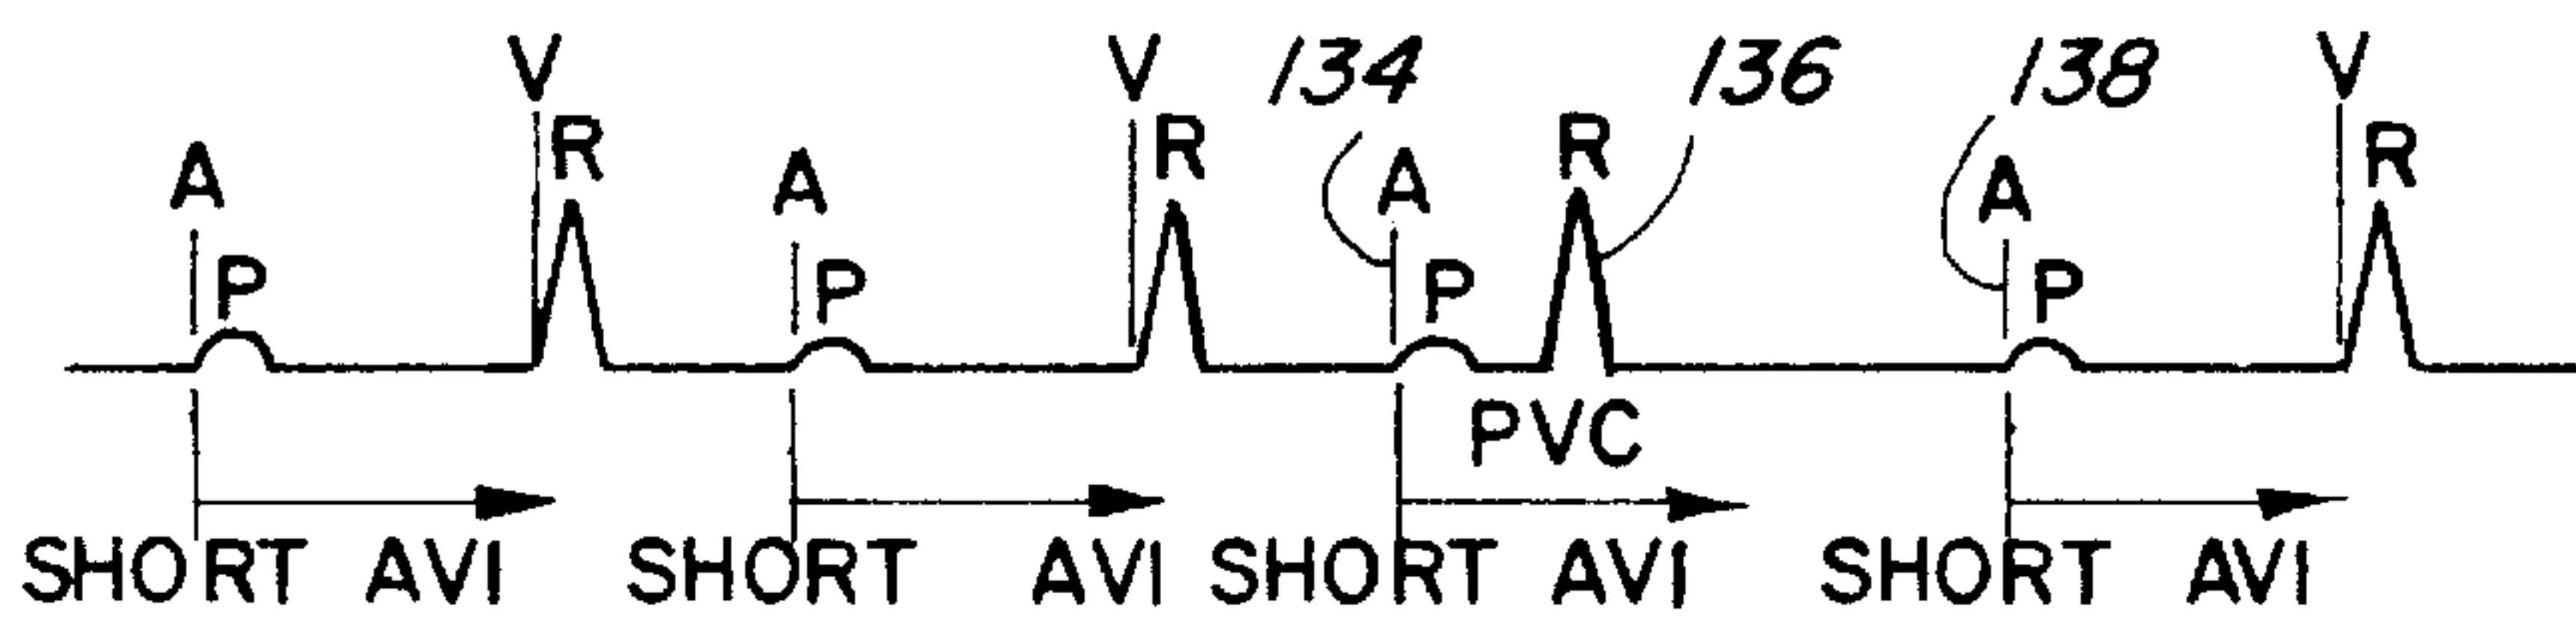 V V 134 136 138 V
A R A R A R A R
P P P P
PVC
SHORT AVI SHORT AVI SHORT AVI SHORT AVI